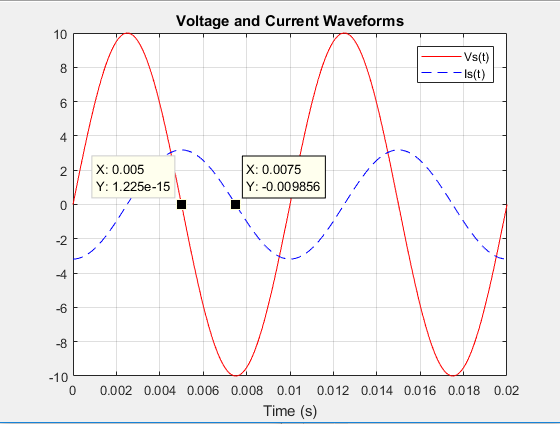 Voltage and Current Waveforms
Vs(t)
Is(t)
X: 0.005
Y: 1.225e-15
X: 0.0075
Y: -0.009856
10
8
6
4
2
0
-2
-4
-6
-8
-10
0 0.002 0.004 0.006 0.008 0.01 0.012 0.014 0.016 0.018 0.02
Time (s)